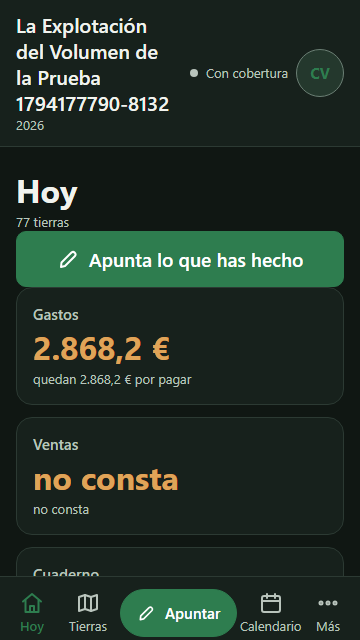 La Explotación
del Volumen de
la Prueba
1794177790-8132
2026
Con cobertura
CV
Hoy
77 tierras
Apunta lo que has hecho
Gastos
2.868,2 €
quedan 2.868,2 € por pagar
Ventas
no consta
no consta
Cuaderno
Hoy
Tierras
Apuntar
Calendario
Más